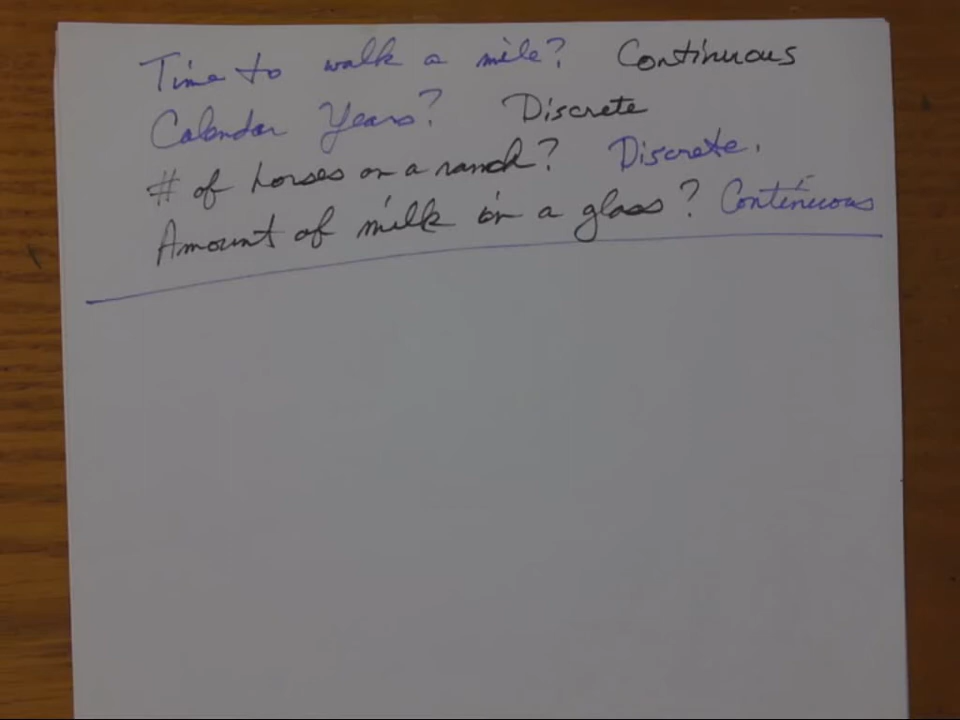 Time to walk a mile? Continuous
Calendar Years? Discrete
# of horses on a ranch? Discrete.
Amount of milk in a glass? Continuous